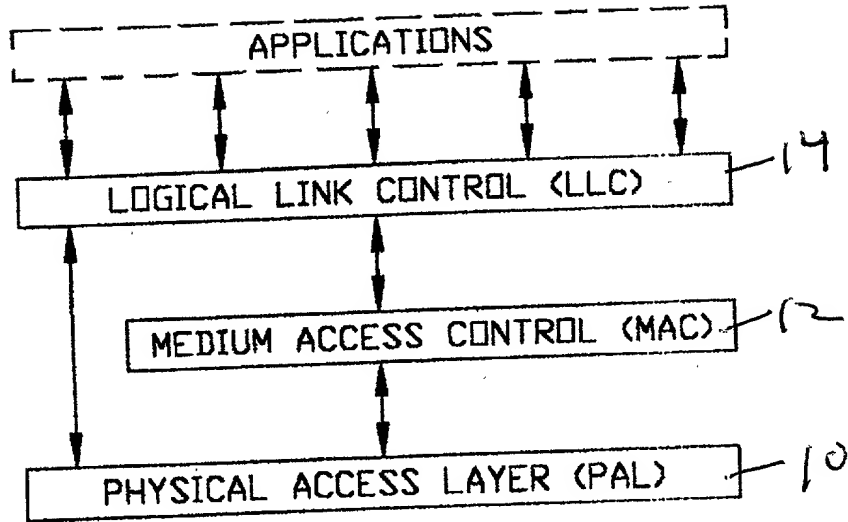 APPLICATIONS
LOGICAL LINK CONTROL (LLC)
14
MEDIUM ACCESS CONTROL (MAC)
12
PHYSICAL ACCESS LAYER (PAL)
10